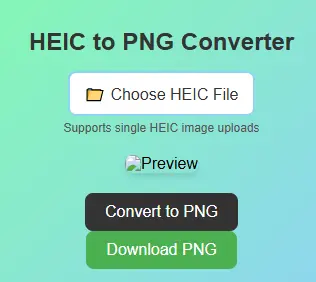 HEIC to PNG Converter
Choose HEIC File
Supports single HEIC image uploads
Preview
Convert to PNG
Download PNG